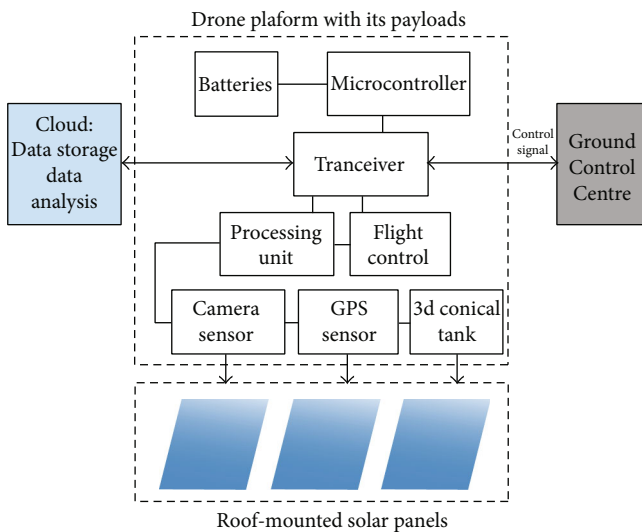 Drone plaform with its payloads
Batteries
Microcontroller
Cloud:
Data storage
data
analysis
Tranceiver
Control
signal
Ground
Control
Centre
Processing
unit
Flight
control
Camera
sensor
GPS
sensor
3d conical
tank
Roof-mounted solar panels